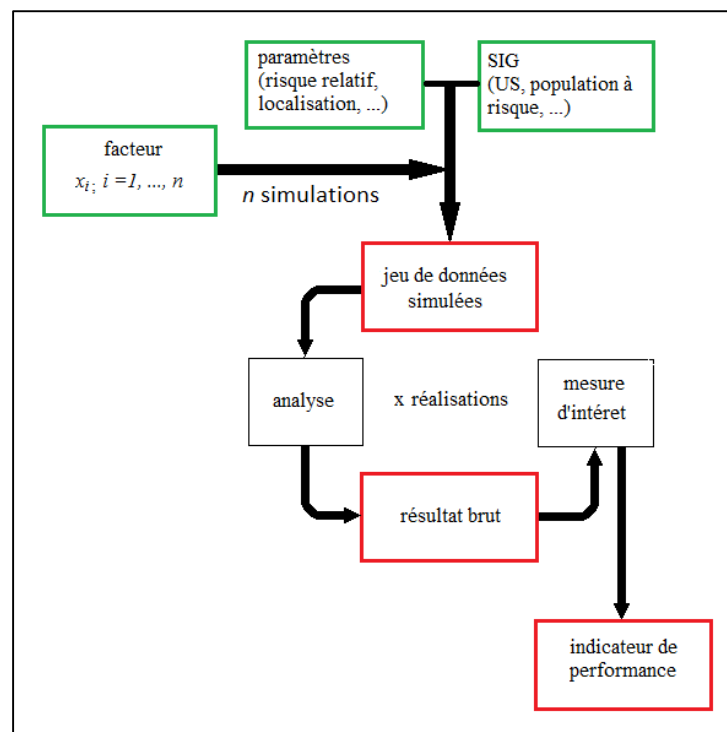 paramètres
(risque relatif,
localisation, ...)
SIG
(US, population à
risque, ...)
facteur
xi ; i =1, ..., n
n simulations
jeu de données
simulées
analyse
x réalisations
mesure
d'intéret
résultat brut
indicateur de
performance